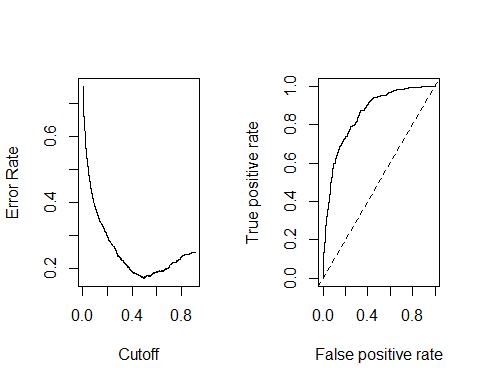 Error Rate
0.2 0.4 0.6
0.0 0.4 0.8
Cutoff
True positive rate
0.0 0.2 0.4 0.6 0.8 1.0
0.0 0.4 0.8
False positive rate